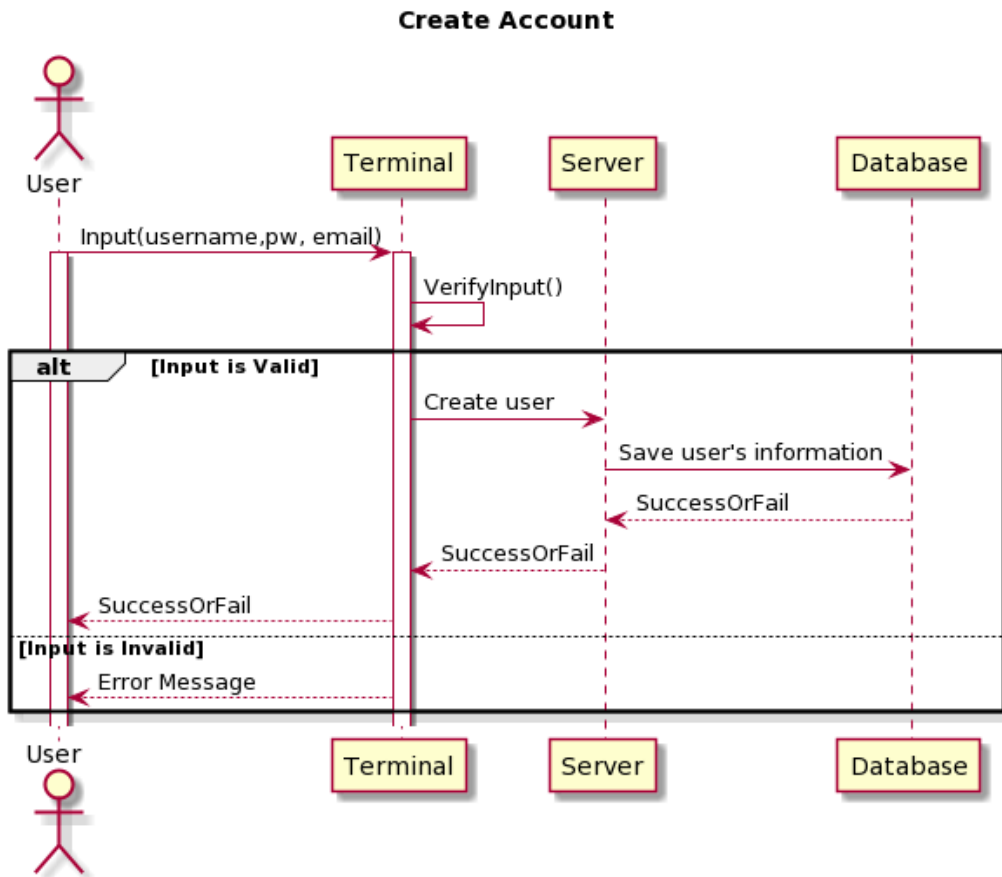 Create Account
User
Terminal
Server
Database
Input(username,pw, email)
VerifyInput()
alt
[Input is Valid]
Create user
Save user's information
SuccessOrFail
SuccessOrFail
SuccessOrFail
[Input is Invalid]
Error Message
User
Terminal
Server
Database